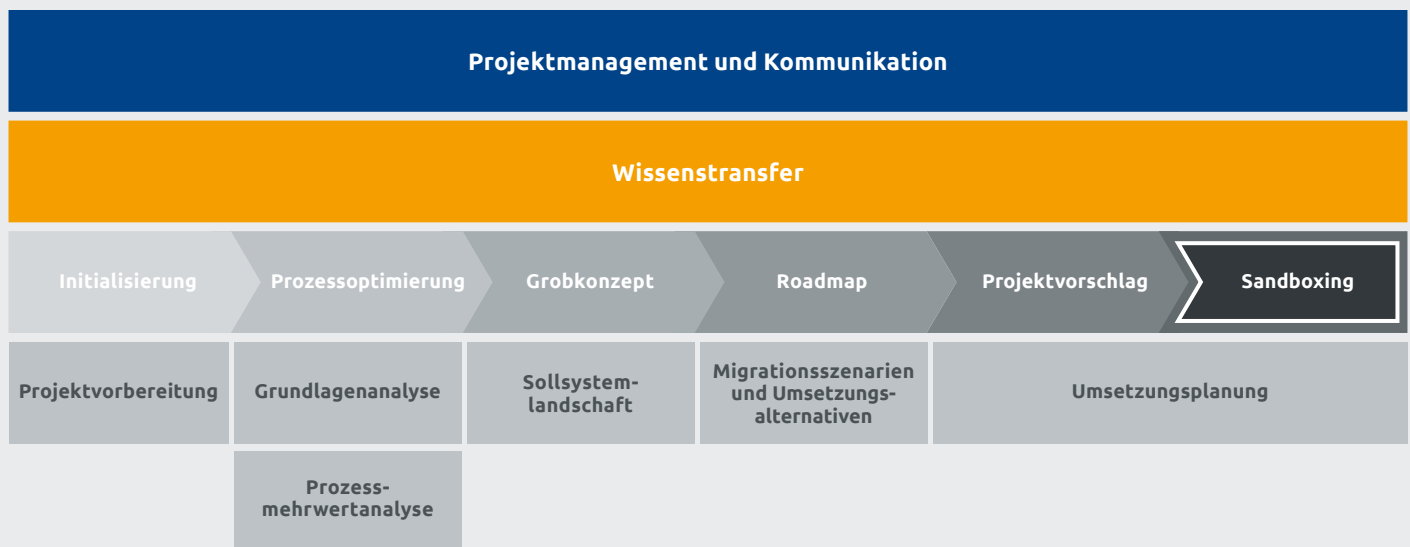 Projektmanagement und Kommunikation
Wissenstransfer
Initialisierung
Prozessoptimierung
Grobkonzept
Roadmap
Projektvorschlag
Sandboxing
Projektvorbereitung
Grundlagenanalyse
Sollsystem-
landschaft
Migrationsszenarien
und Umsetzungs-
alternativen
Umsetzungsplanung
Prozess-
mehrwertanalyse